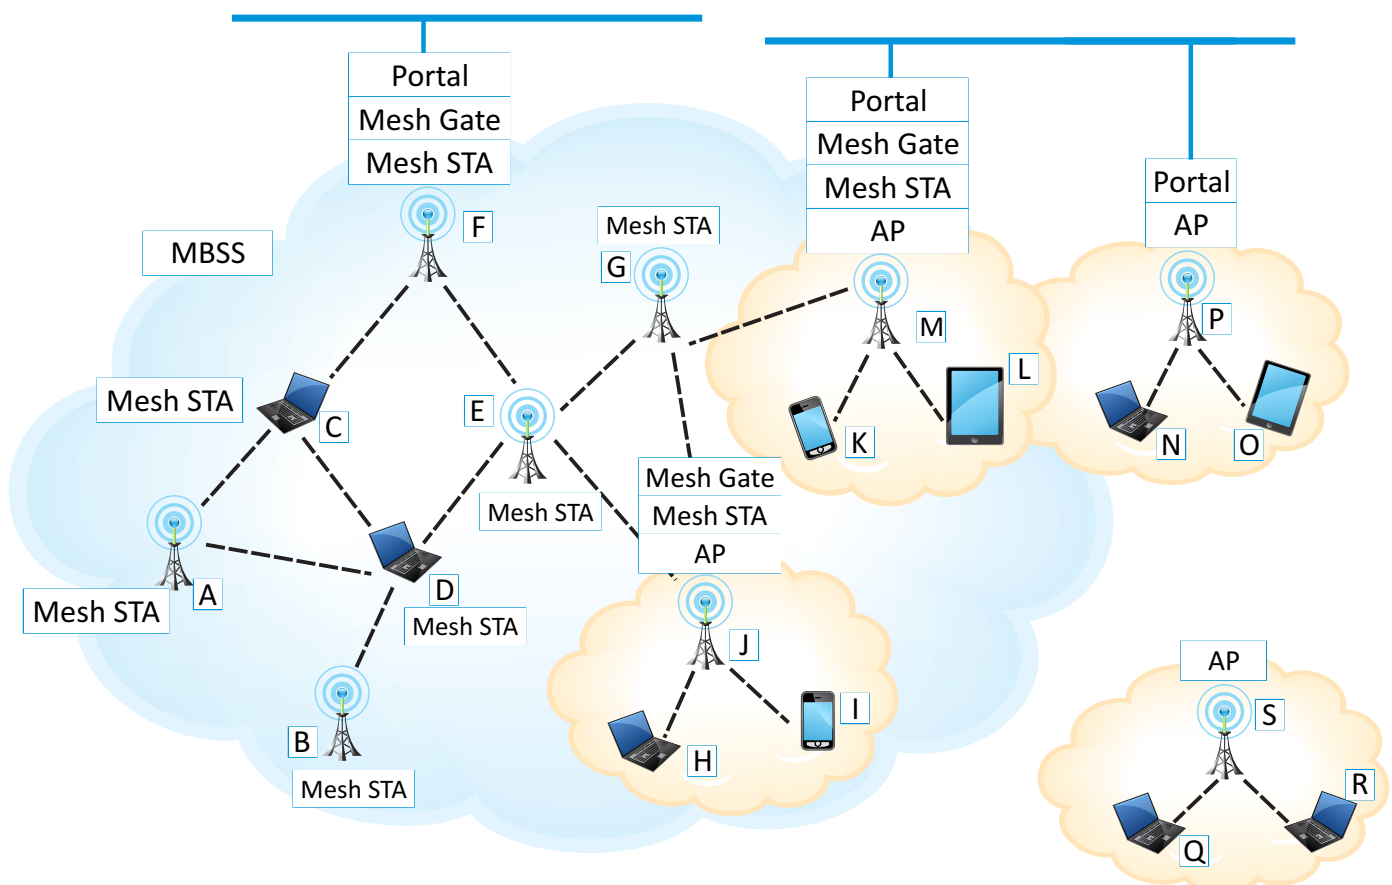 Portal
Mesh Gate
Mesh STA
F
MBSS
Mesh STA
G
Portal
Mesh Gate
Mesh STA
AP
M
Portal
AP
P
L
K
N
O
Mesh STA
C
E
Mesh STA
Mesh Gate
Mesh STA
AP
J
A
Mesh STA
D
Mesh STA
B
Mesh STA
H
I
AP
S
Q
R